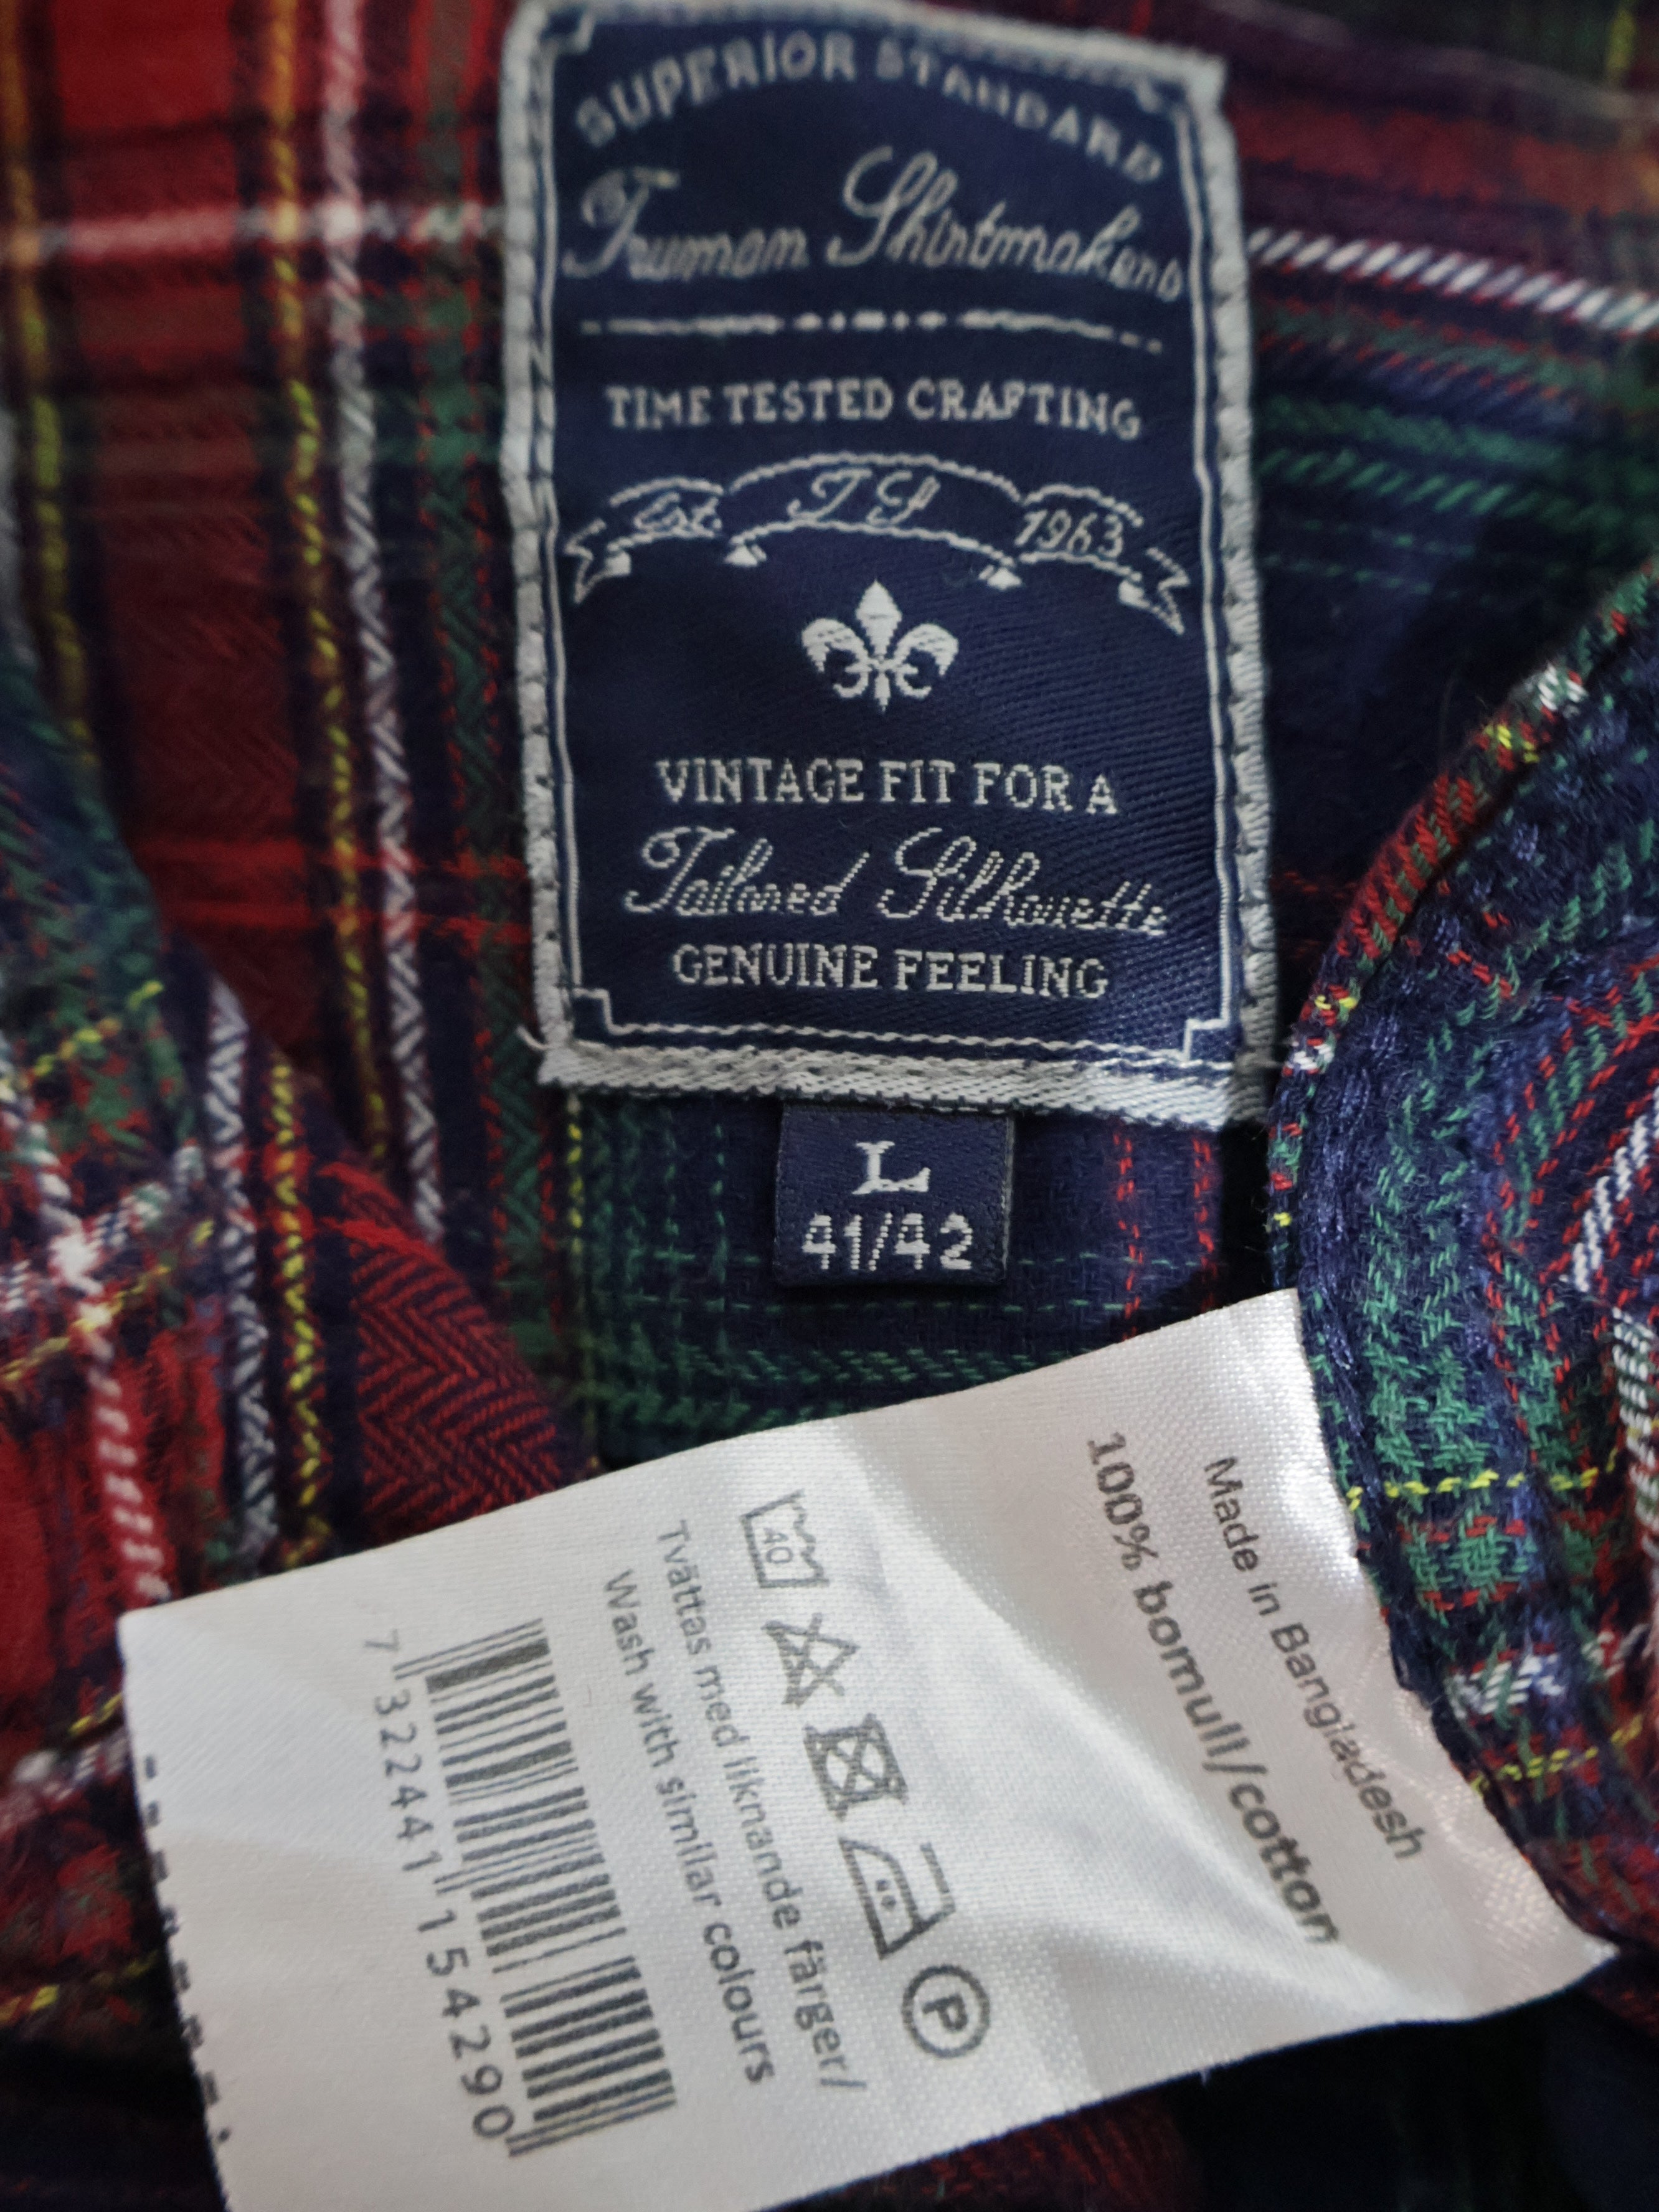 SUPERIOR STANDARD
Truman Shirtmakers
TIME TESTED CRAFTING
Est. T S 1963
VINTAGE FIT FOR A
Tailored Silhouette
GENUINE FEELING
L
41/42
Made in Bangladesh
100% bomull/cotton
40
P
Tvättas med liknande färger/
Wash with similar colours
7 322441 154290